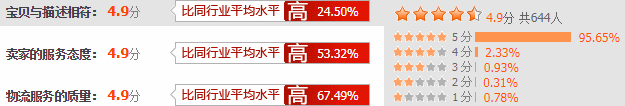 宝贝与描述相符: 4.9分 比同行业平均水平 高 24.50%
卖家的服务态度: 4.9分 比同行业平均水平 高 53.32%
物流服务的质量: 4.9分 比同行业平均水平 高 67.49%
4.9分 共644人
5 分 95.65%
4 分 2.33%
3 分 0.93%
2 分 0.31%
1 分 0.78%